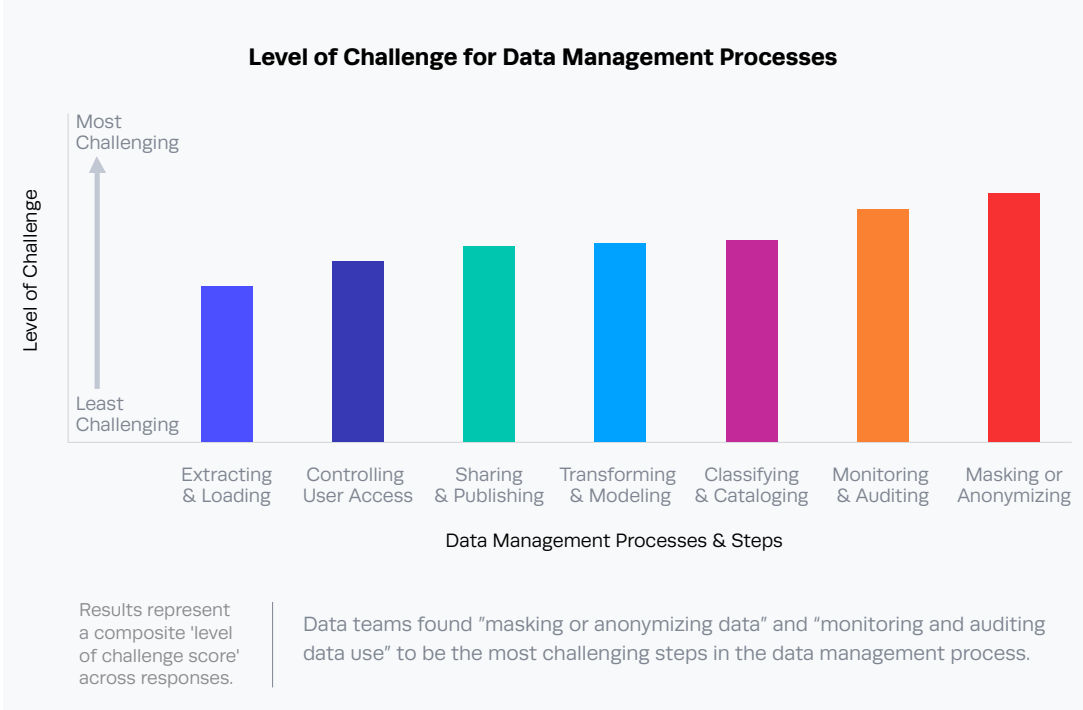 Level of Challenge for Data Management Processes
Most
Challenging
Level of Challenge
Least
Challenging
Extracting
& Loading
Controlling
User Access
Sharing
& Publishing
Transforming
& Modeling
Classifying
& Cataloging
Monitoring
& Auditing
Masking or
Anonymizing
Data Management Processes & Steps
Results represent
a composite 'level
of challenge score'
across responses.
Data teams found ”masking or anonymizing data” and “monitoring and auditing
data use” to be the most challenging steps in the data management process.